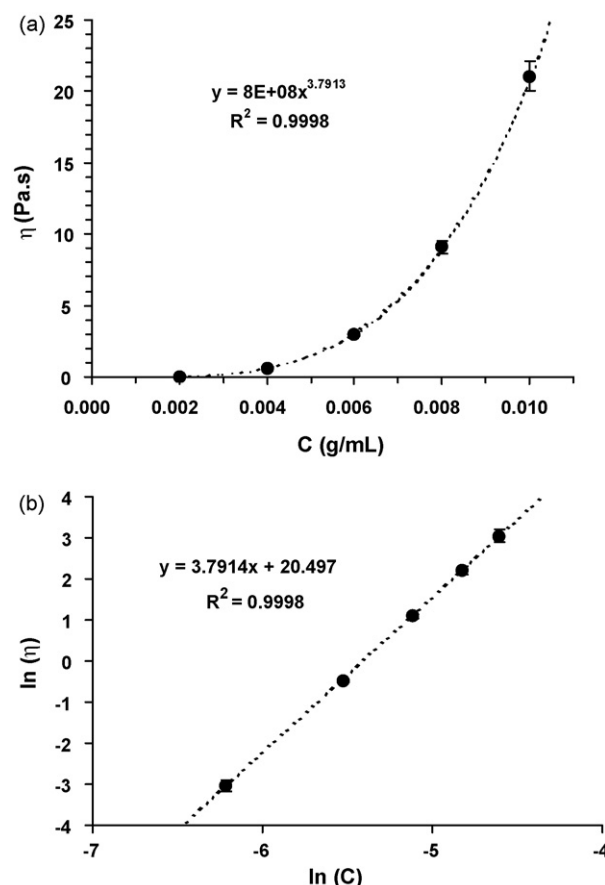 (a)
25
20
15
10
5
0
η (Pa.s)
y = 8E+08x^3.7913
R² = 0.9998
0.000 0.002 0.004 0.006 0.008 0.010
C (g/mL)
(b)
4
3
2
1
0
-1
-2
-3
-4
ln (η)
y = 3.7914x + 20.497
R² = 0.9998
-7 -6 -5 -4
ln (C)